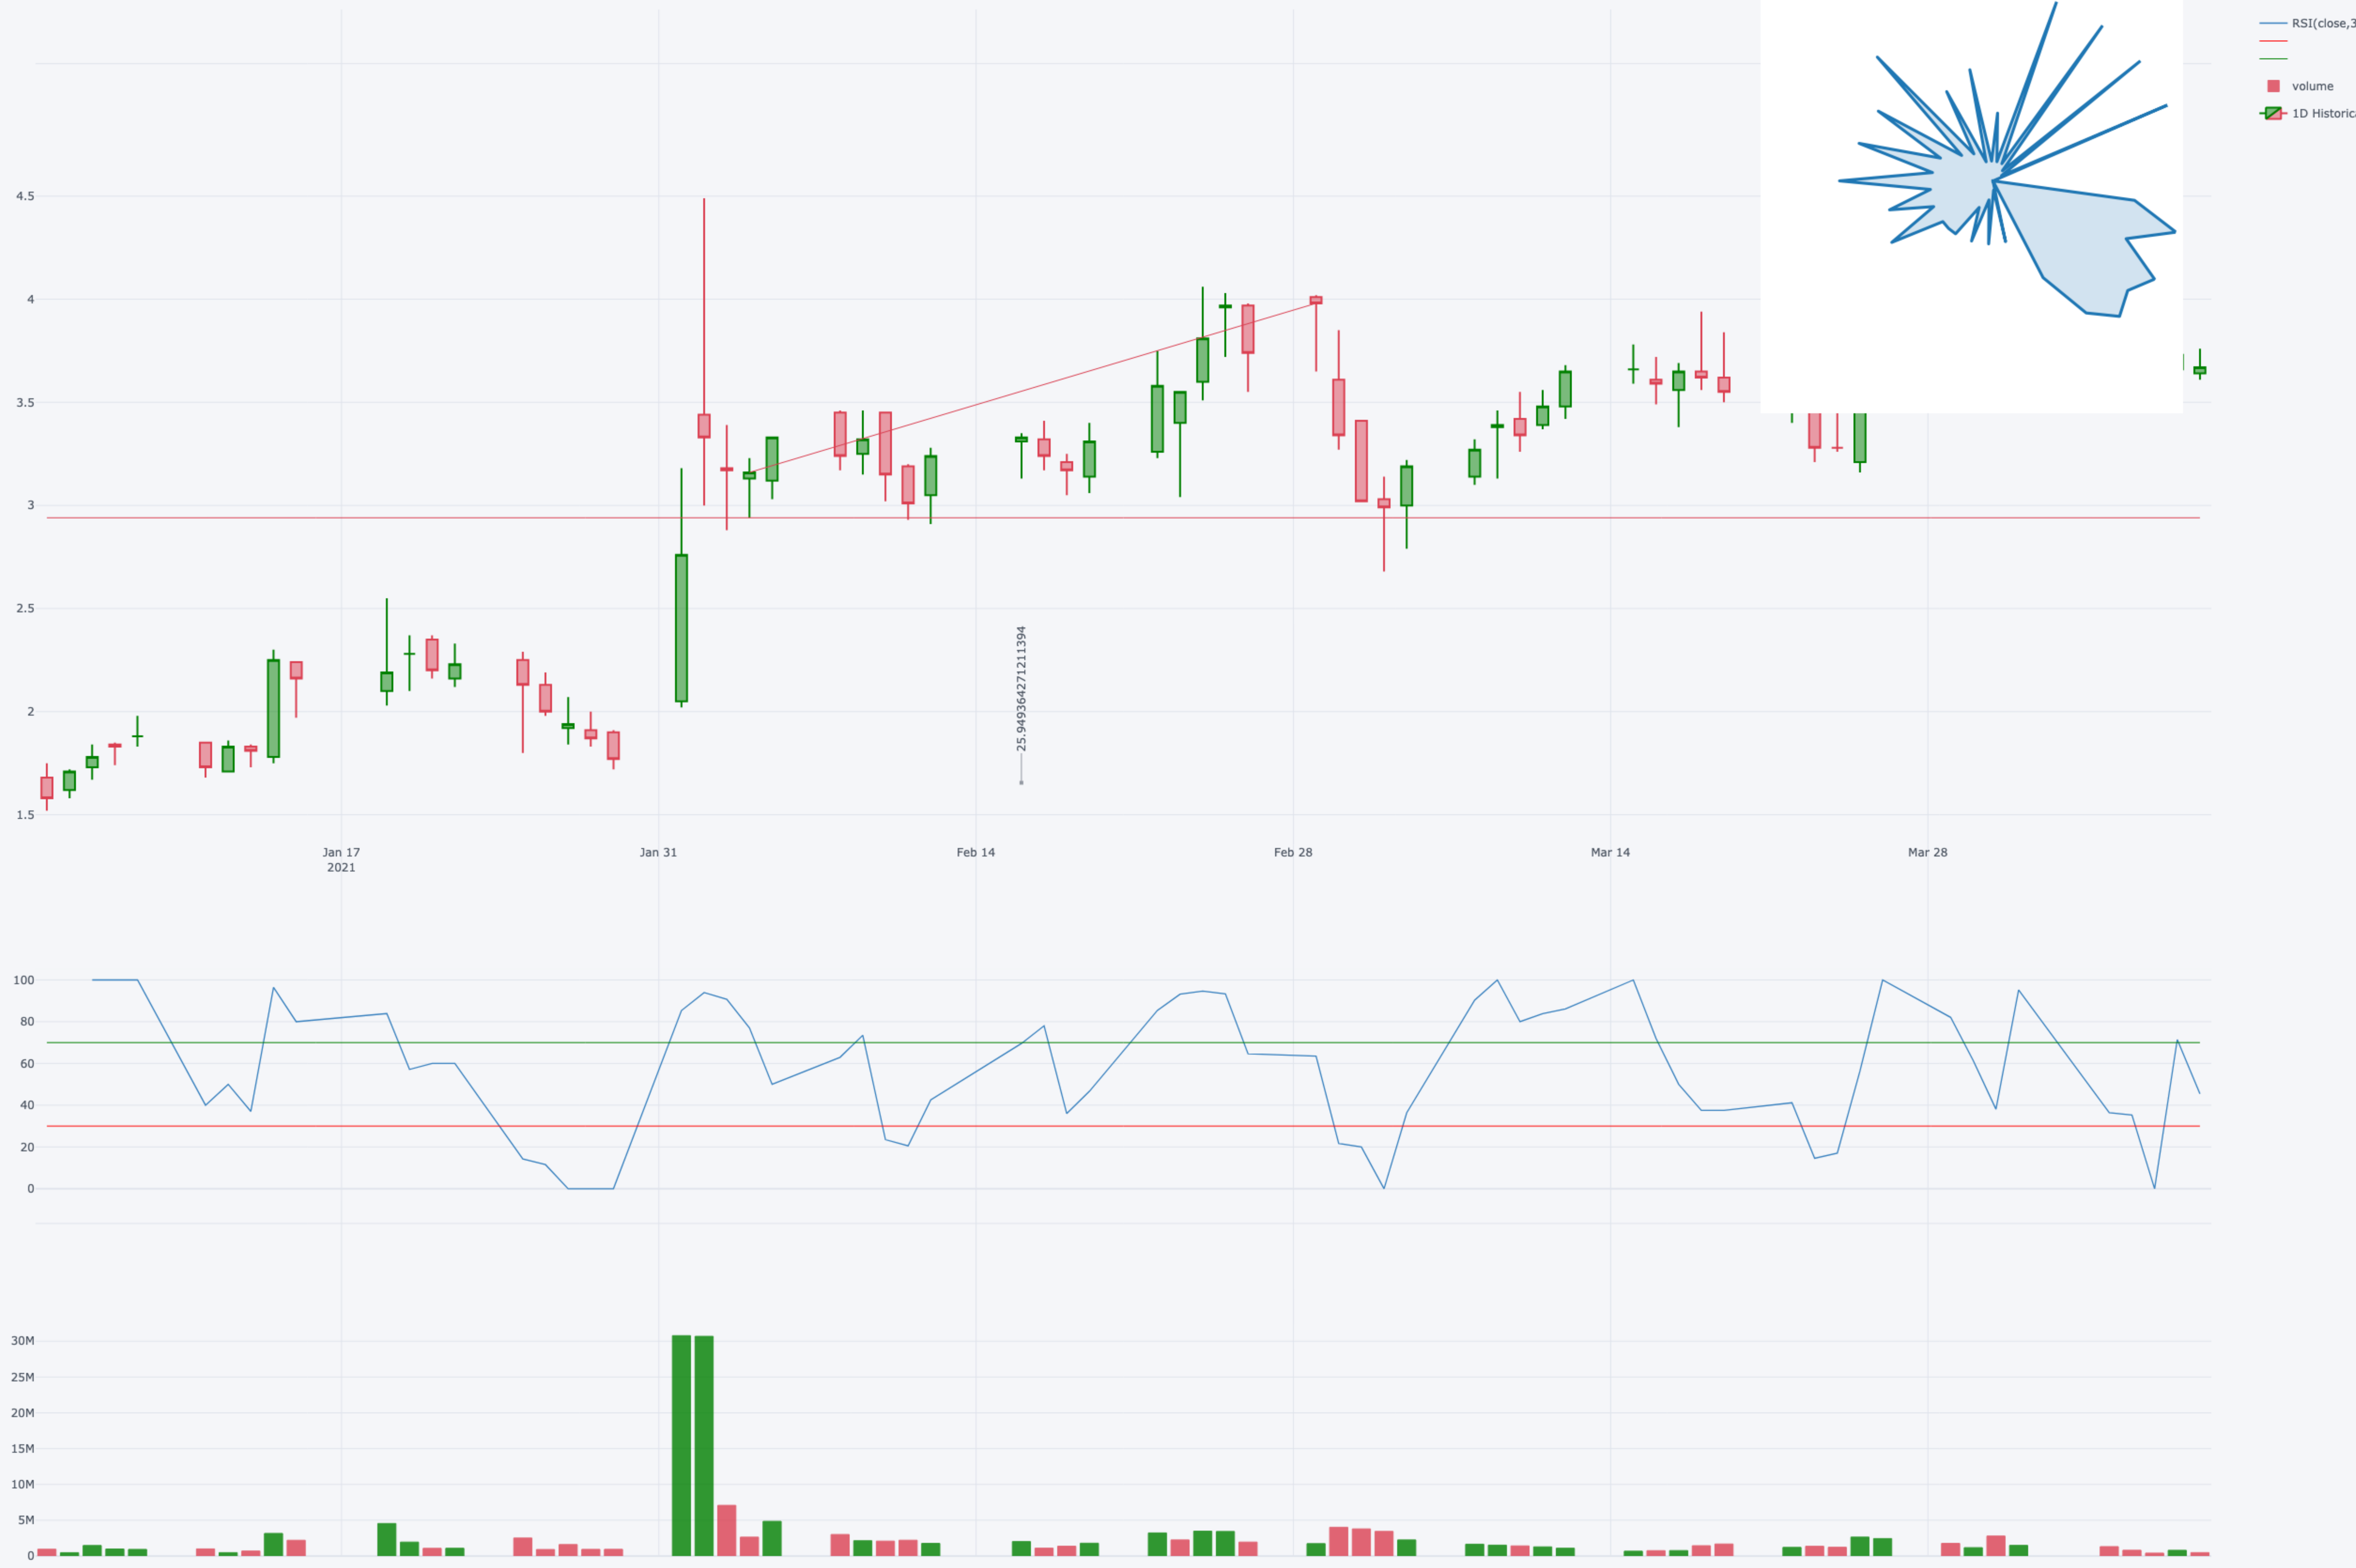 RSI(close,3
volume
1D Historica
4.5
4
3.5
3
2.5
2
1.5
25.949364271211394
Jan 17
2021
Jan 31
Feb 14
Feb 28
Mar 14
Mar 28
100
80
60
40
20
0
30M
25M
20M
15M
10M
5M
0